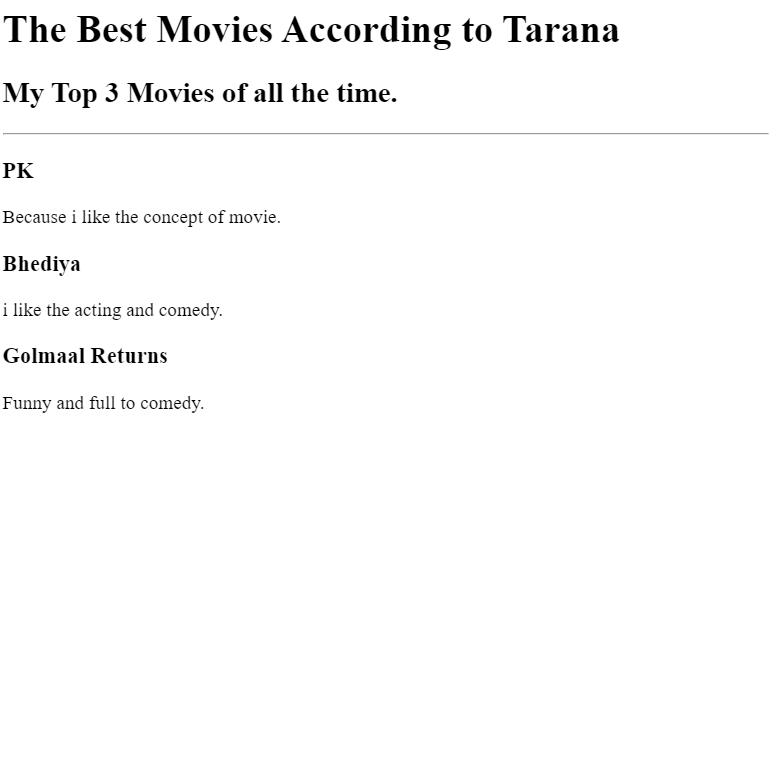 The Best Movies According to Tarana
My Top 3 Movies of all the time.
PK
Because i like the concept of movie.
Bhediya
i like the acting and comedy.
Golmaal Returns
Funny and full to comedy.